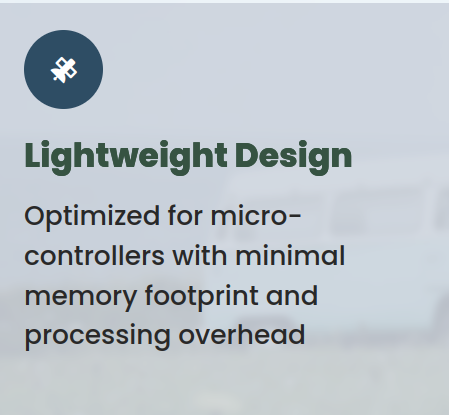 Lightweight Design
Optimized for micro-
controllers with minimal
memory footprint and
processing overhead